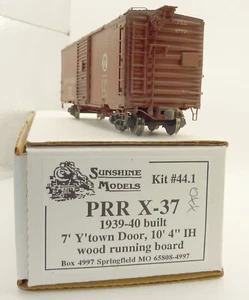 SUNSHINE
MODELS
Kit #44.1
PRR X-37
1939-40 built
7' Y'town Door, 10' 4" IH
wood running board
Box 4997 Springfield MO 65808-4997